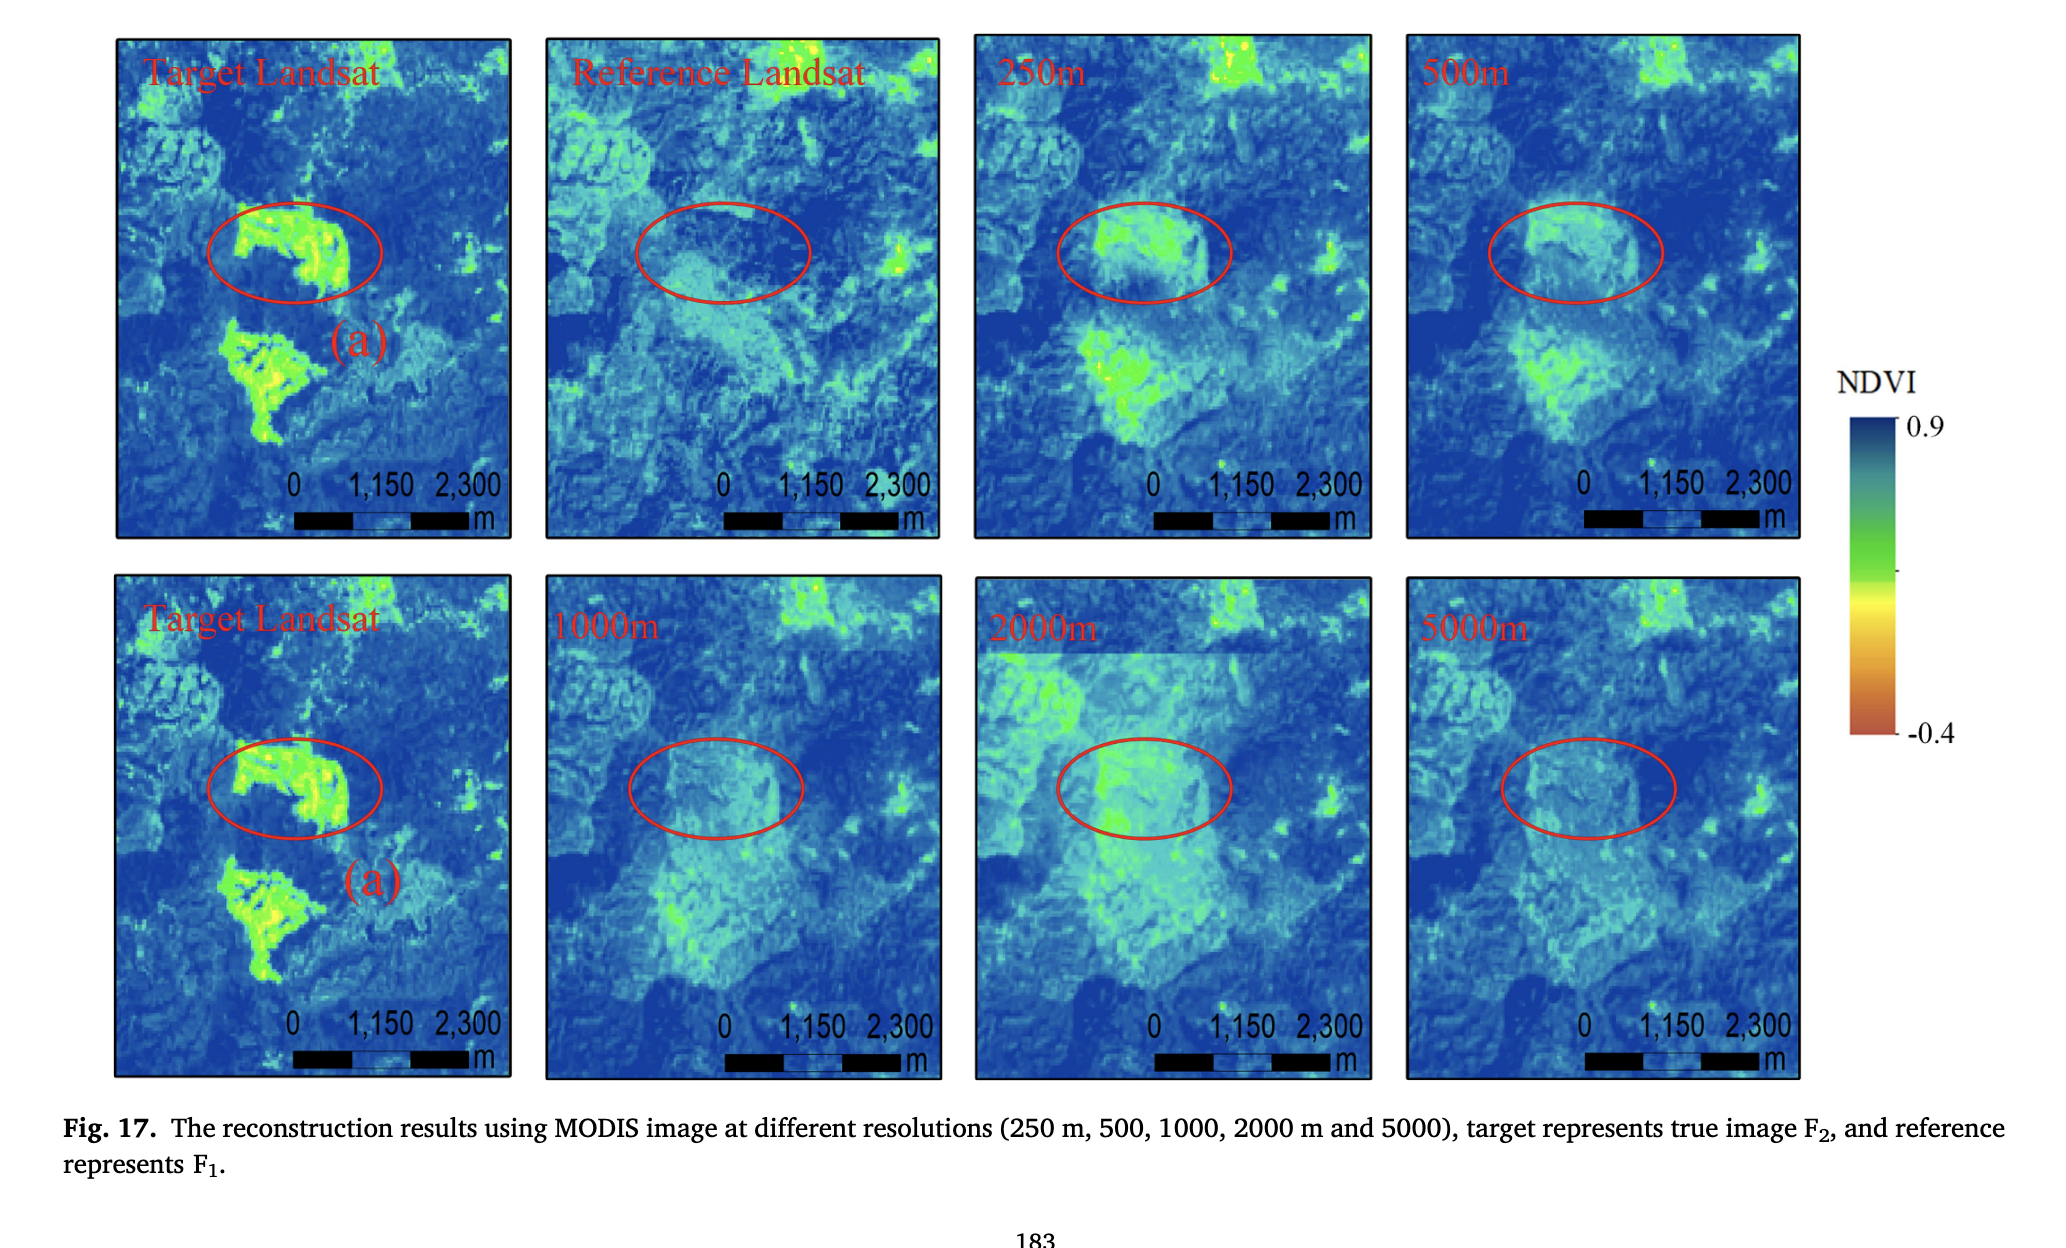 Target Landsat
Reference Landsat
250m
500m
(a)
0 1,150 2,300
m
0 1,150 2,300
m
0 1,150 2,300
m
0 1,150 2,300
m
NDVI
0.9
-0.4
Target Landsat
1000m
2000m
5000m
(a)
0 1,150 2,300
m
0 1,150 2,300
m
0 1,150 2,300
m
0 1,150 2,300
m
Fig. 17. The reconstruction results using MODIS image at different resolutions (250 m, 500, 1000, 2000 m and 5000), target represents true image F₂, and reference
represents F₁.
183